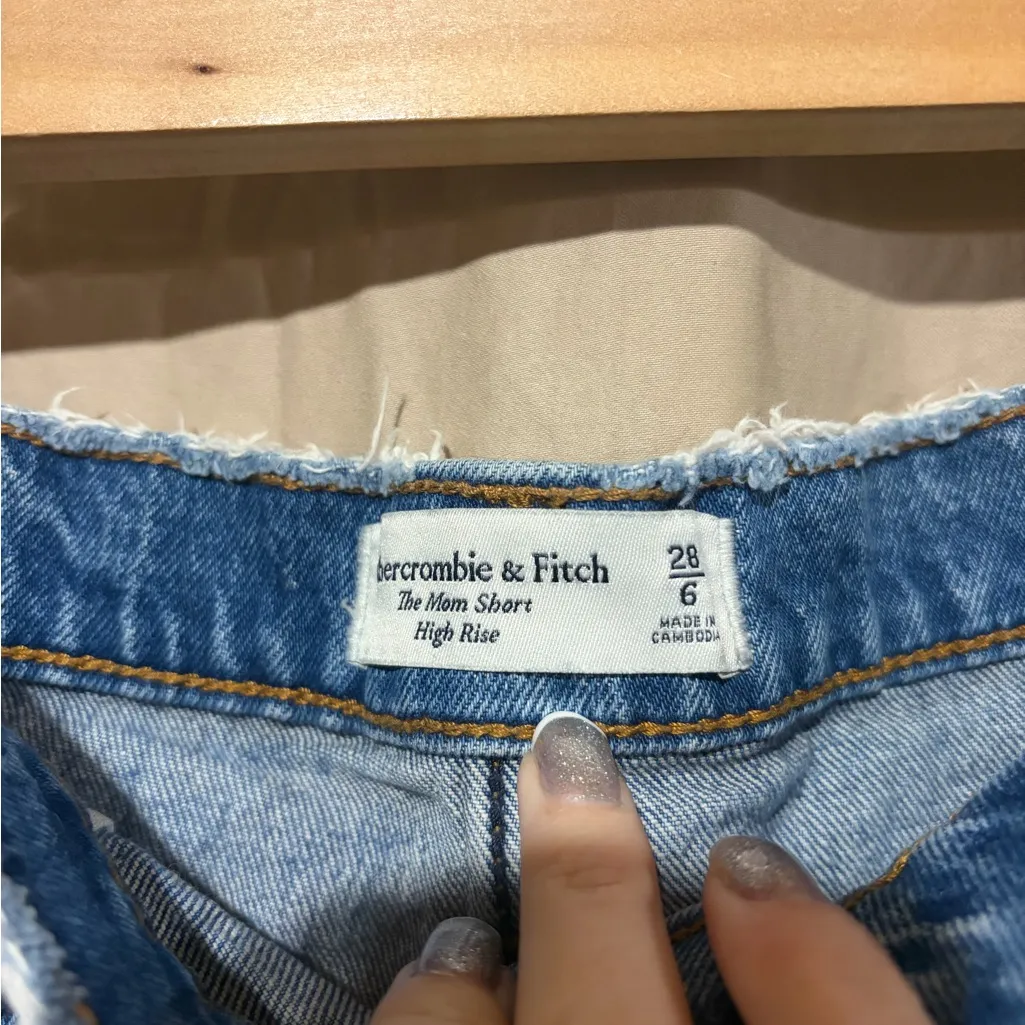 bercrombie & Fitch
The Mom Short
High Rise
28
6
MADE IN
CAMBODIA